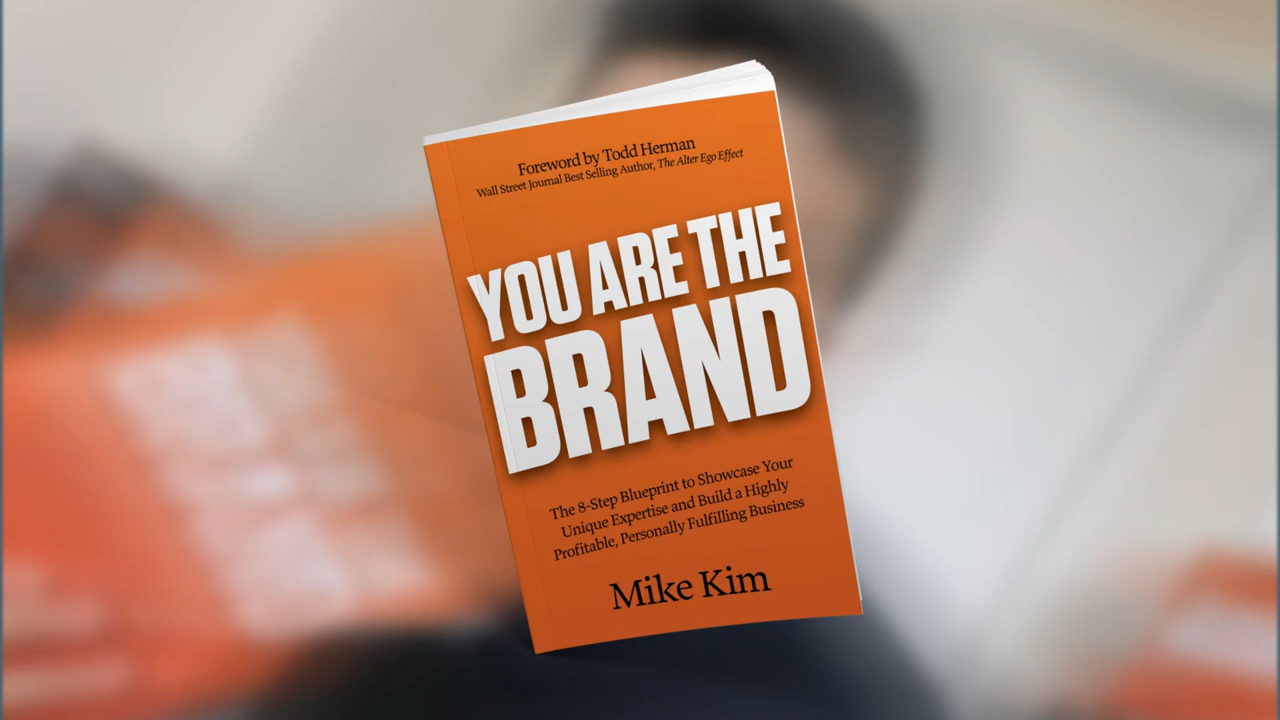 Foreword by Todd Herman
Wall Street Journal Best Selling Author, The Alter Ego Effect
YOU ARE THE
BRAND
The 8-Step Blueprint to Showcase Your
Unique Expertise and Build a Highly
Profitable, Personally Fulfilling Business
Mike Kim